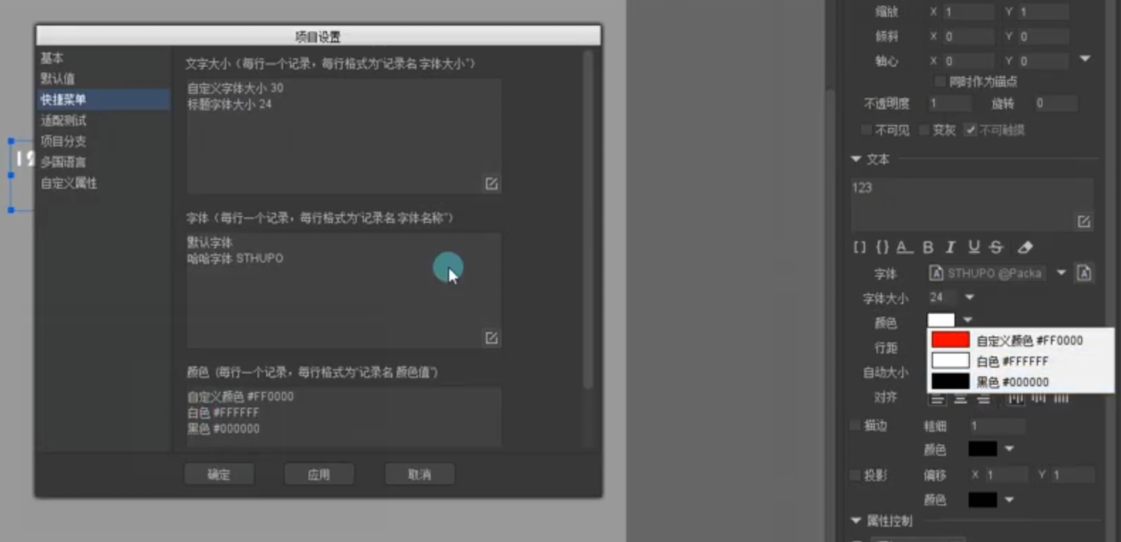 项目设置
基本
默认值
快捷菜单
适配测试
项目分支
多国语言
自定义属性
文字大小（每行一个记录，每行格式为“记录名 字体大小”）
自定义字体大小 30
标题字体大小 24
字体（每行一个记录，每行格式为“记录名 字体名称”）
默认字体
哈哈字体 STHUPO
颜色（每行一个记录，每行格式为“记录名 颜色值”）
自定义颜色 #FF0000
白色 #FFFFFF
黑色 #000000
确定 应用 取消
缩放 X 1 Y 1
倾斜 X 0 Y 0
轴心 X 0 Y 0
同时作为锚点
不透明度 1 旋转 0
不可见 变灰 不可触摸
文本
123
[] {} A B I U S
字体 A STHUPO @Packa A
字体大小 24
颜色
自定义颜色 #FF0000
白色 #FFFFFF
黑色 #000000
行距
自动大小
对齐
描边 粗细 1
颜色
投影 偏移 X 1 Y 1
颜色
属性控制